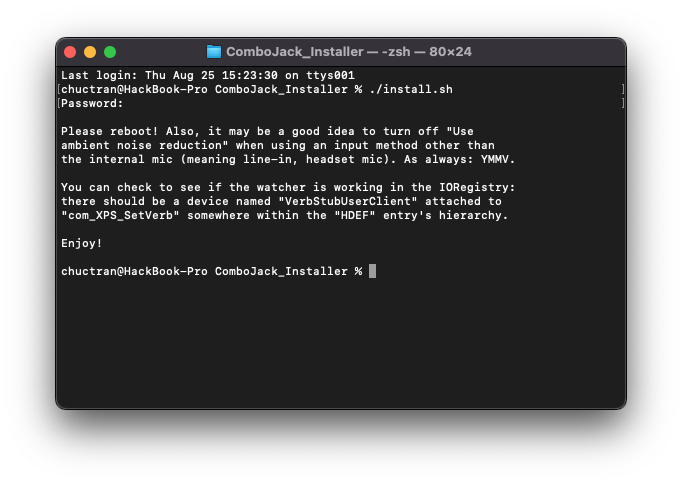 ComboJack_Installer — -zsh — 80×24
Last login: Thu Aug 25 15:23:30 on ttys001
[chuctran@HackBook-Pro ComboJack_Installer % ./install.sh ]
[Password: ]
Please reboot! Also, it may be a good idea to turn off "Use
ambient noise reduction" when using an input method other than
the internal mic (meaning line-in, headset mic). As always: YMMV.
You can check to see if the watcher is working in the IORegistry:
there should be a device named "VerbStubUserClient" attached to
"com_XPS_SetVerb" somewhere within the "HDEF" entry's hierarchy.
Enjoy!
chuctran@HackBook-Pro ComboJack_Installer %